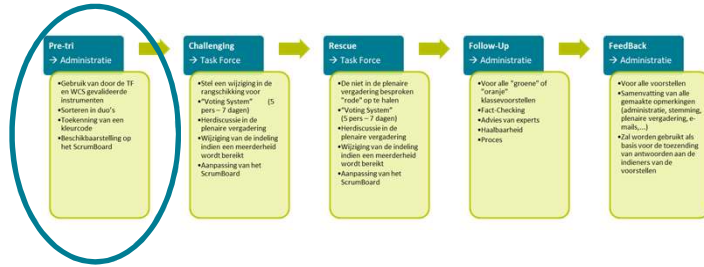 Pre-tri
→ Administratie
•Gebruik van door de TF
en WCS gevalideerde
instrumenten
•Sorteren in duo's
•Toekenning van een
kleurcode
•Beschikbaarstelling op
het ScrumBoard
Challenging
→ Task Force
•Stel een wijziging in de
rangschikking voor
•"Voting System" (5
pers – 7 dagen)
•Herdiscussie in de
plenaire vergadering
•Wijziging van de indeling
indien een meerderheid
wordt bereikt
•Aanpassing van het
ScrumBoard
Rescue
→ Task Force
•De niet in de plenaire
vergadering besproken
"rode" op te halen
•"Voting System"
(5 pers – 7 dagen)
•Herdiscussie in de
plenaire vergadering
•Wijziging van de indeling
indien een meerderheid
wordt bereikt
•Aanpassing van het
ScrumBoard
Follow-Up
→ Administratie
•Voor alle "groene" of
"oranje"
klassevoorstellen
•Fact-Checking
•Advies van experts
•Haalbaarheid
•Proces
FeedBack
→ Administratie
•Voor alle voorstellen
•Samenvatting van alle
gemaakte opmerkingen
(administratie, stemming,
plenaire vergadering, e-
mails,...)
•Zal worden gebruikt als
basis voor de toezending
van antwoorden aan de
indieners van de
voorstellen